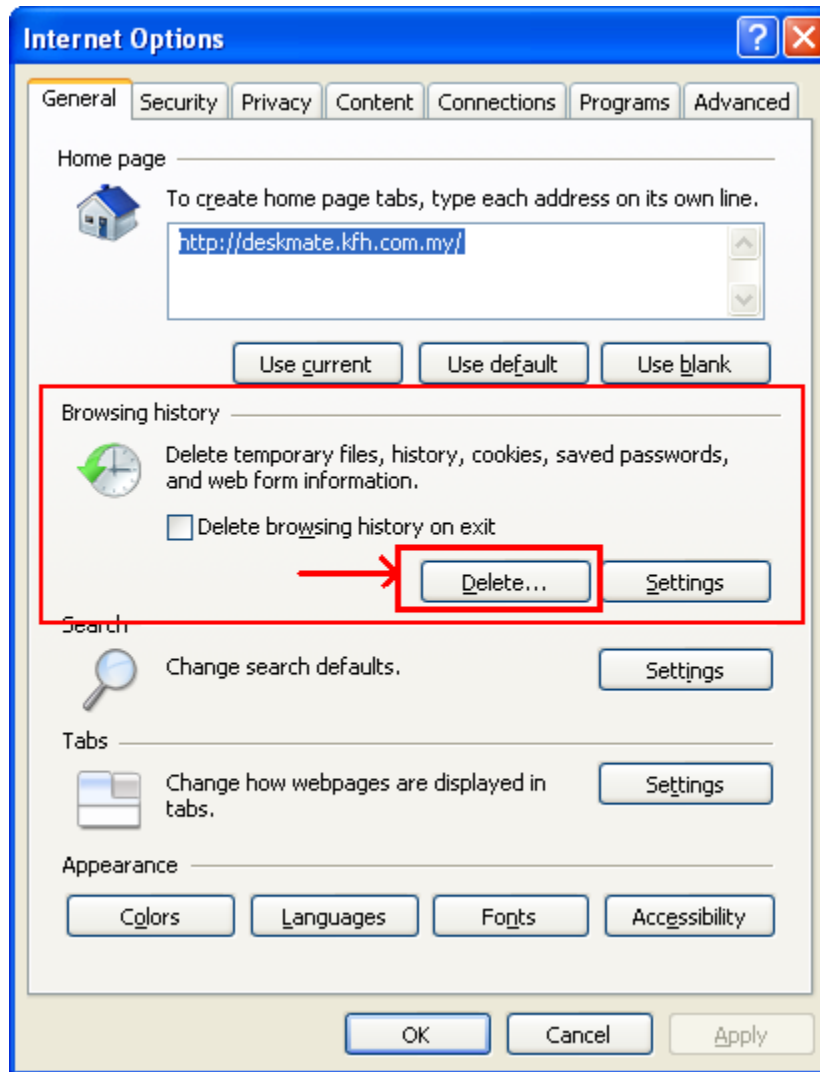 Internet Options
General Security Privacy Content Connections Programs Advanced
Home page
To create home page tabs, type each address on its own line.
http://deskmate.kfh.com.my/
Use current Use default Use blank
Browsing history
Delete temporary files, history, cookies, saved passwords,
and web form information.
Delete browsing history on exit
Delete... Settings
Search
Change search defaults.
Settings
Tabs
Change how webpages are displayed in
tabs.
Settings
Appearance
Colors Languages Fonts Accessibility
OK Cancel Apply